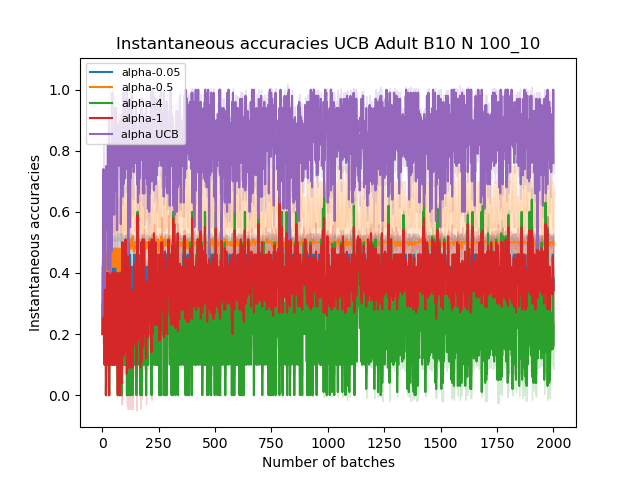 Instantaneous accuracies UCB Adult B10 N 100_10
alpha-0.05
alpha-0.5
alpha-4
alpha-1
alpha UCB
1.0
0.8
0.6
0.4
0.2
0.0
Instantaneous accuracies
0 250 500 750 1000 1250 1500 1750 2000
Number of batches